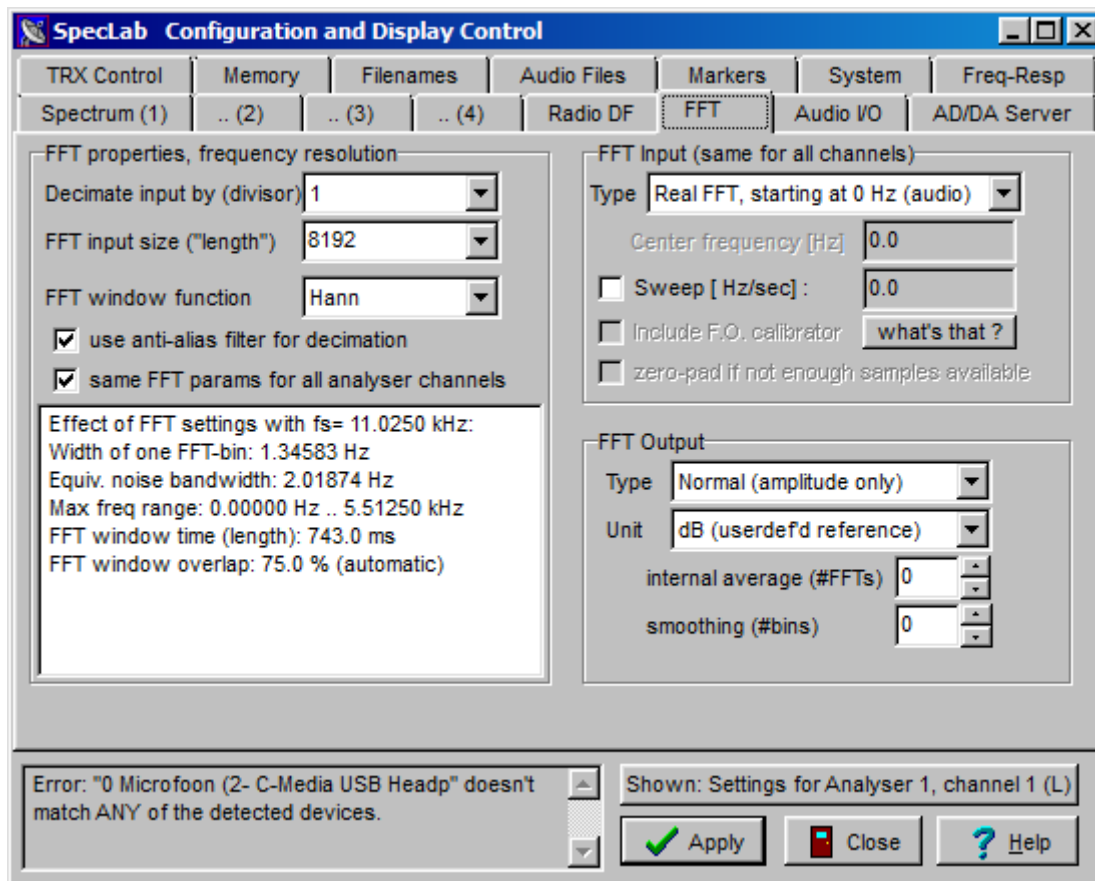 SpecLab Configuration and Display Control
TRX Control Memory Filenames Audio Files Markers System Freq-Resp
Spectrum (1) .. (2) .. (3) .. (4) Radio DF FFT Audio I/O AD/DA Server
FFT properties, frequency resolution
Decimate input by (divisor) 1
FFT input size ("length") 8192
FFT window function Hann
use anti-alias filter for decimation
same FFT params for all analyser channels
Effect of FFT settings with fs= 11.0250 kHz:
Width of one FFT-bin: 1.34583 Hz
Equiv. noise bandwidth: 2.01874 Hz
Max freq range: 0.00000 Hz .. 5.51250 kHz
FFT window time (length): 743.0 ms
FFT window overlap: 75.0 % (automatic)
FFT Input (same for all channels)
Type Real FFT, starting at 0 Hz (audio)
Center frequency [Hz] 0.0
Sweep [ Hz/sec] : 0.0
Include F.O. calibrator what's that ?
zero-pad if not enough samples available
FFT Output
Type Normal (amplitude only)
Unit dB (userdef'd reference)
internal average (#FFTs) 0
smoothing (#bins) 0
Error: "0 Microfoon (2- C-Media USB Headp" doesn't
match ANY of the detected devices.
Shown: Settings for Analyser 1, channel 1 (L)
Apply Close Help